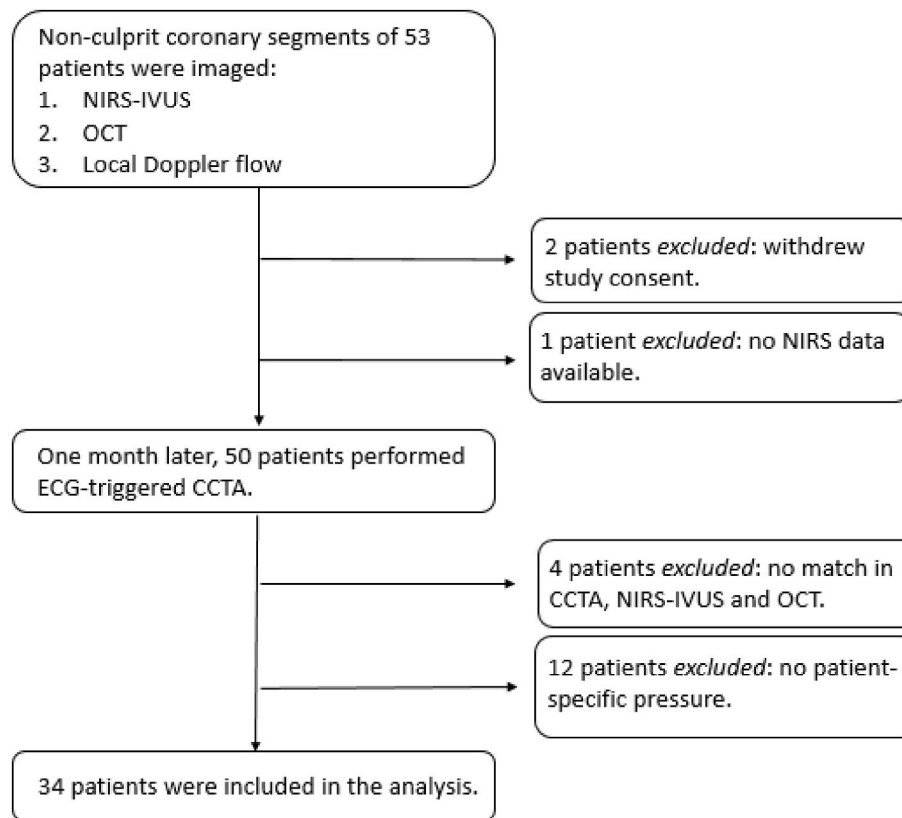 Non-culprit coronary segments of 53
patients were imaged:
1. NIRS-IVUS
2. OCT
3. Local Doppler flow
2 patients excluded: withdrew
study consent.
1 patient excluded: no NIRS data
available.
One month later, 50 patients performed
ECG-triggered CCTA.
4 patients excluded: no match in
CCTA, NIRS-IVUS and OCT.
12 patients excluded: no patient-
specific pressure.
34 patients were included in the analysis.